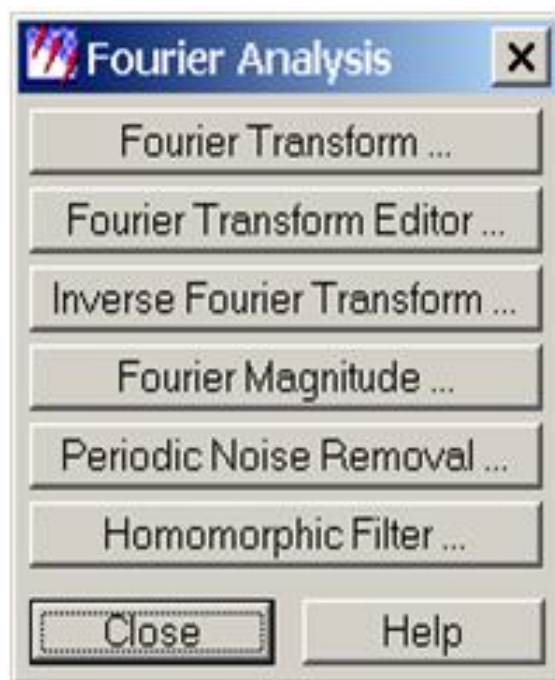 Fourier Analysis
Fourier Transform ...
Fourier Transform Editor ...
Inverse Fourier Transform ...
Fourier Magnitude ...
Periodic Noise Removal ...
Homomorphic Filter ...
Close Help